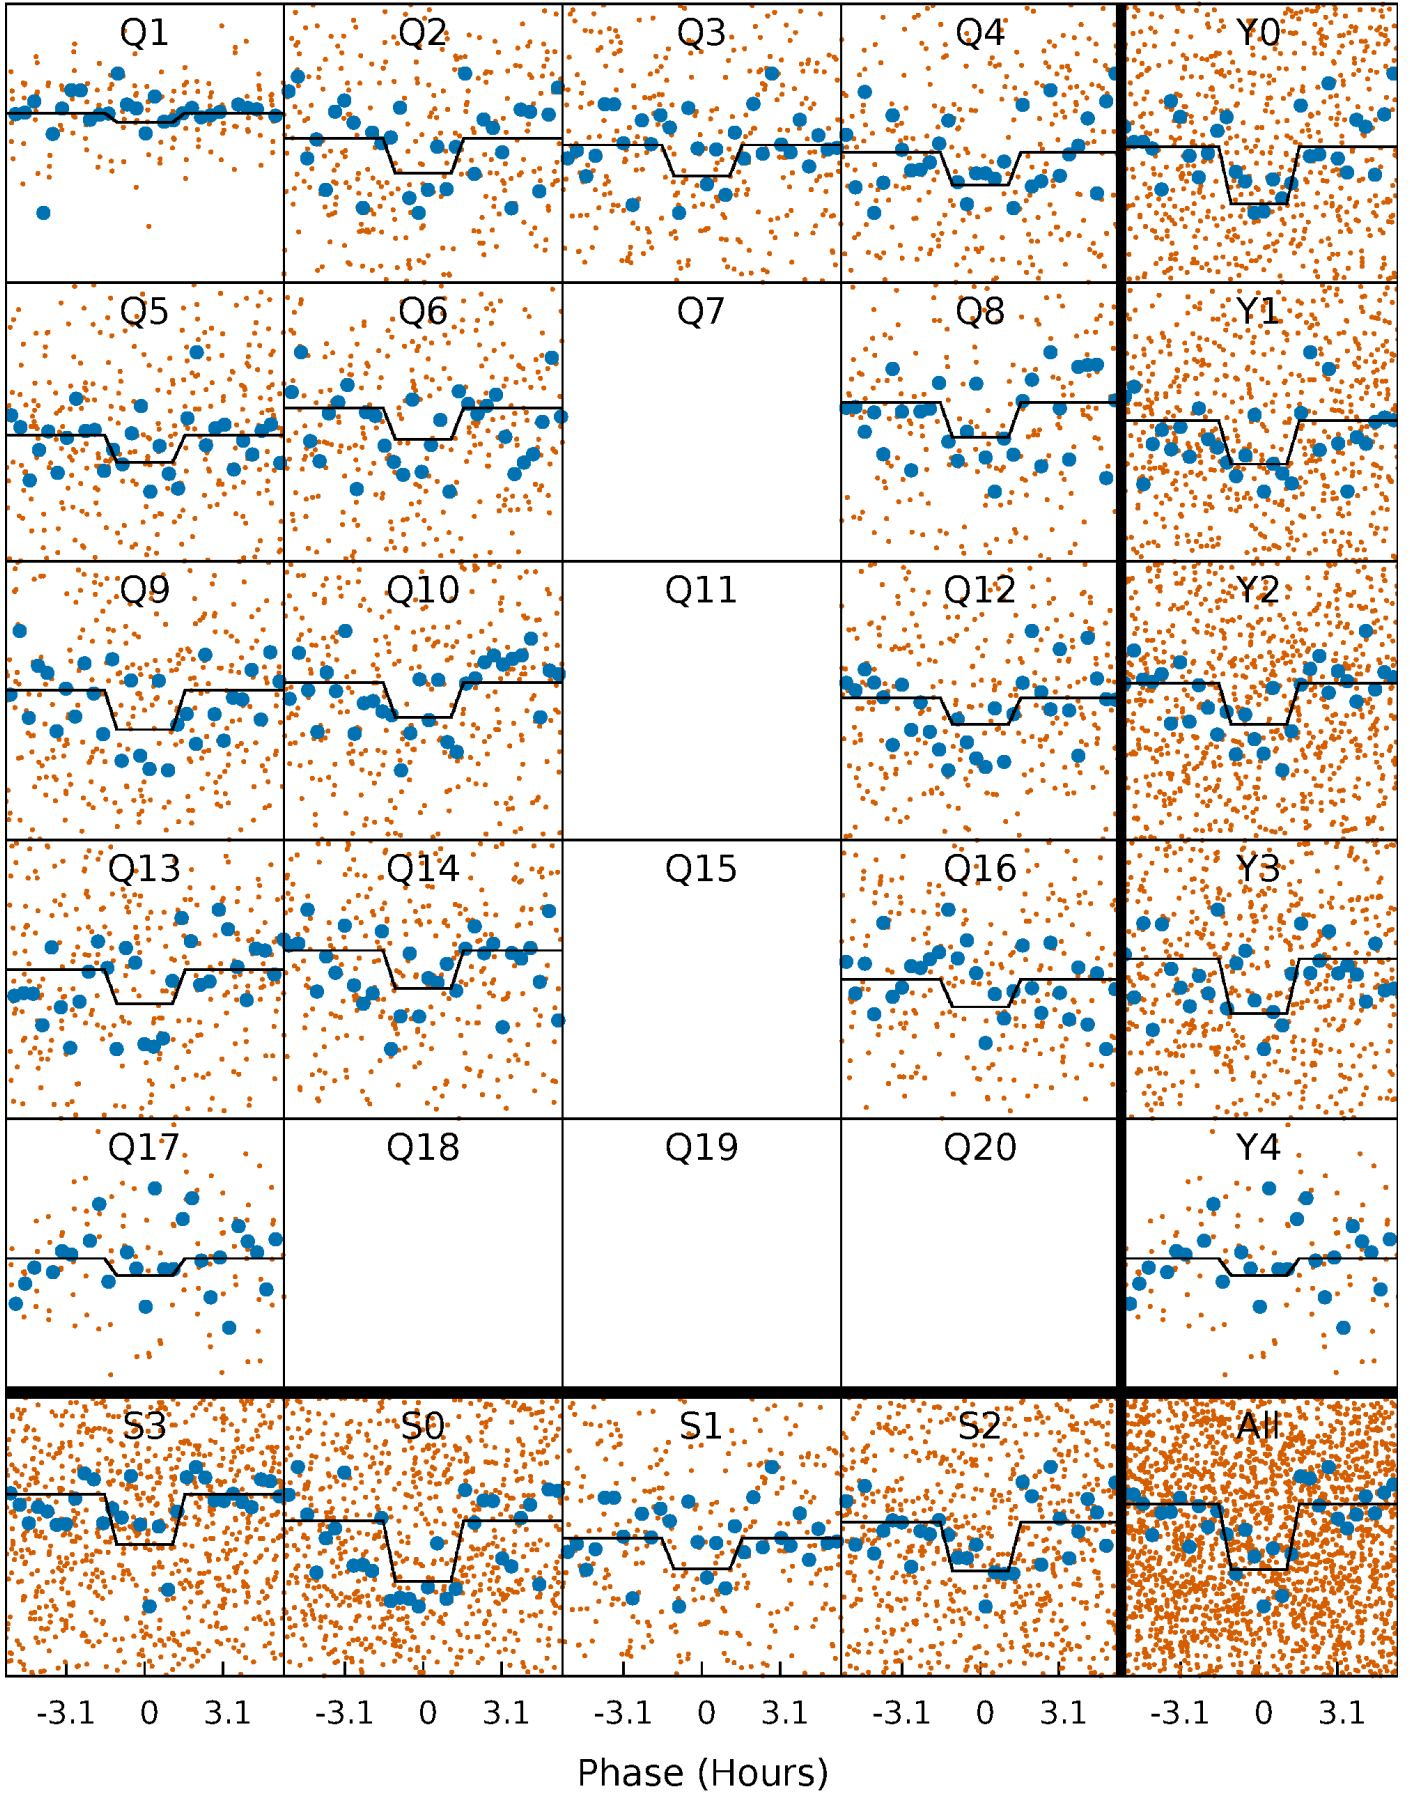 Q1 Q2 Q3 Q4 Y0
Q5 Q6 Q7 Q8 Y1
Q9 Q10 Q11 Q12 Y2
Q13 Q14 Q15 Q16 Y3
Q17 Q18 Q19 Q20 Y4
S3 S0 S1 S2 All
-3.1 0 3.1 -3.1 0 3.1 -3.1 0 3.1 -3.1 0 3.1 -3.1 0 3.1
Phase (Hours)